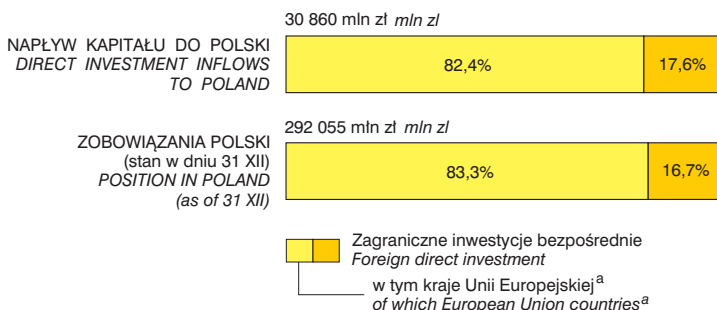 30 860 mln zł mln zl
NAPŁYW KAPITAŁU DO POLSKI
DIRECT INVESTMENT INFLOWS
TO POLAND
82,4%
17,6%
292 055 młn zł mln zl
ZOBOWIĄZANIA POLSKI
(stan w dniu 31 XII)
POSITION IN POLAND
(as of 31 XII)
83,3%
16,7%
Zagraniczne inwestycje bezpośrednie
Foreign direct investment
w tym kraje Unii Europejskiej a
of which European Union countries a